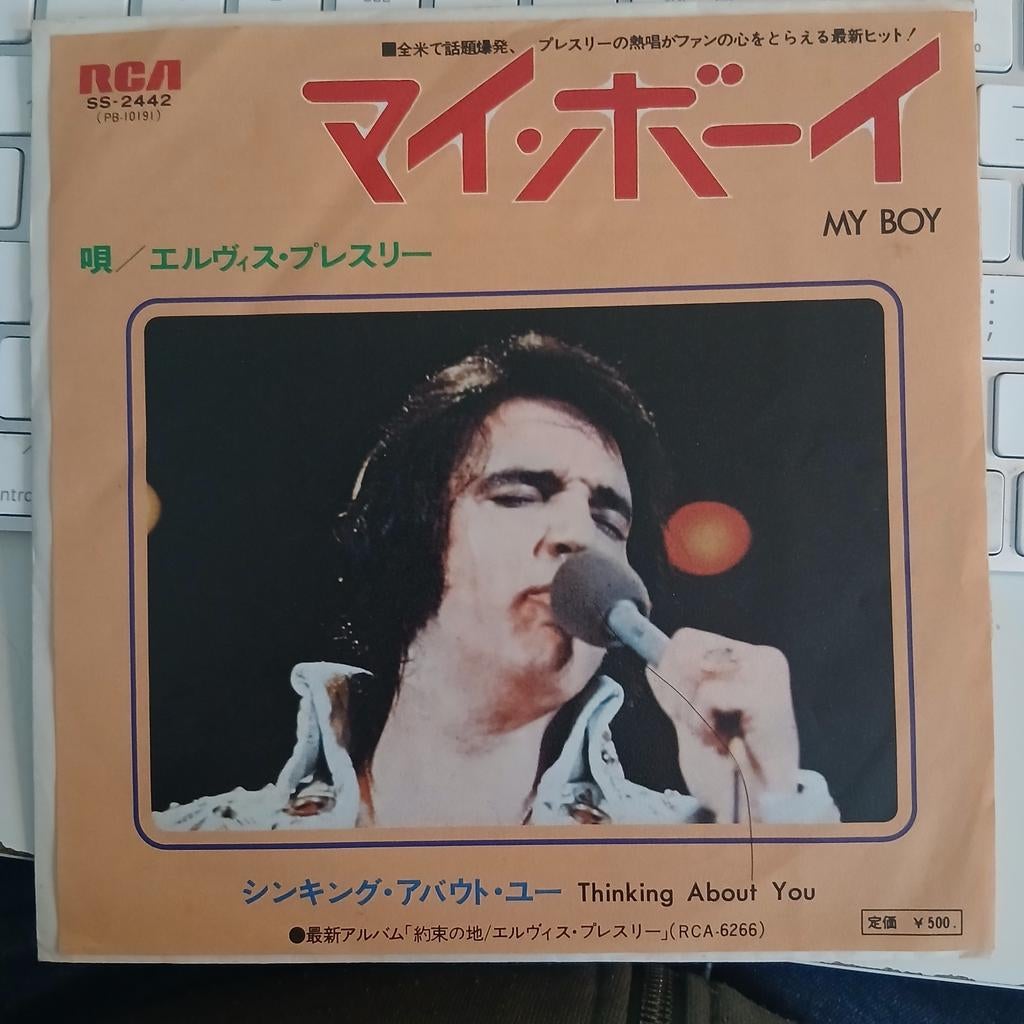 ■全米で話題爆発、 プレスリーの熱唱がファンの心をとらえる最新ヒット!
RCA
SS-2442
(PB-10191)
マイ・ボーイ
MY BOY
唄/エルヴィス・プレスリー
シンキング・アバウト・ユー Thinking About You
定価 ¥500.
●最新アルバム「約束の地/エルヴィス・プレスリー」(RCA-6266)